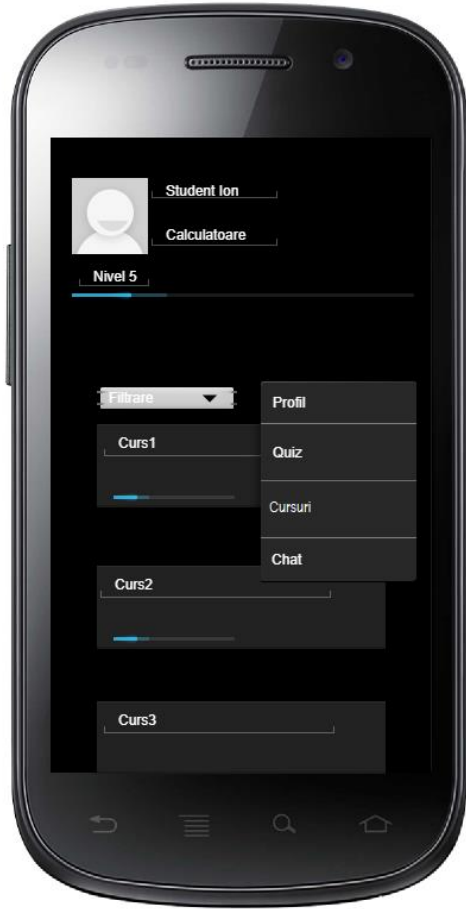 Student Ion
Calculatoare
Nivel 5
Filtrare
Profil
Curs1
Quiz
Cursuri
Chat
Curs2
Curs3